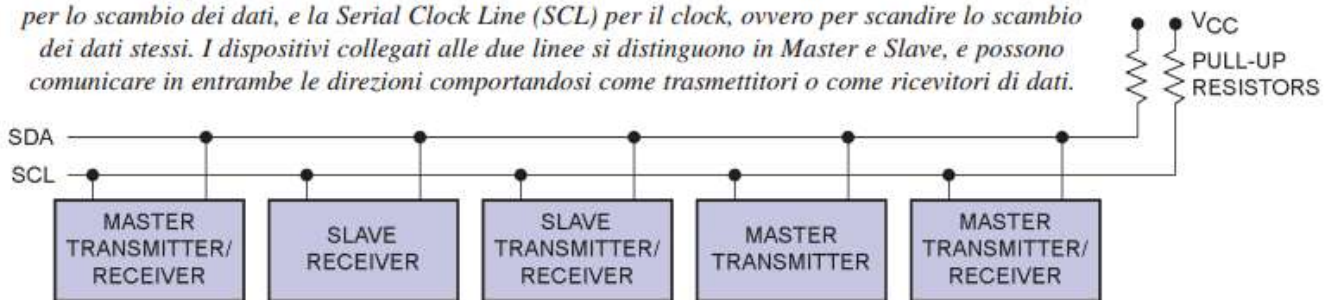 per lo scambio dei dati, e la Serial Clock Line (SCL) per il clock, ovvero per scandire lo scambio
dei dati stessi. I dispositivi collegati alle due linee si distinguono in Master e Slave, e possono
comunicare in entrambe le direzioni comportandosi come trasmettitori o come ricevitori di dati.
VCC
PULL-UP
RESISTORS
SDA
SCL
MASTER
TRANSMITTER/
RECEIVER
SLAVE
RECEIVER
SLAVE
TRANSMITTER/
RECEIVER
MASTER
TRANSMITTER
MASTER
TRANSMITTER/
RECEIVER